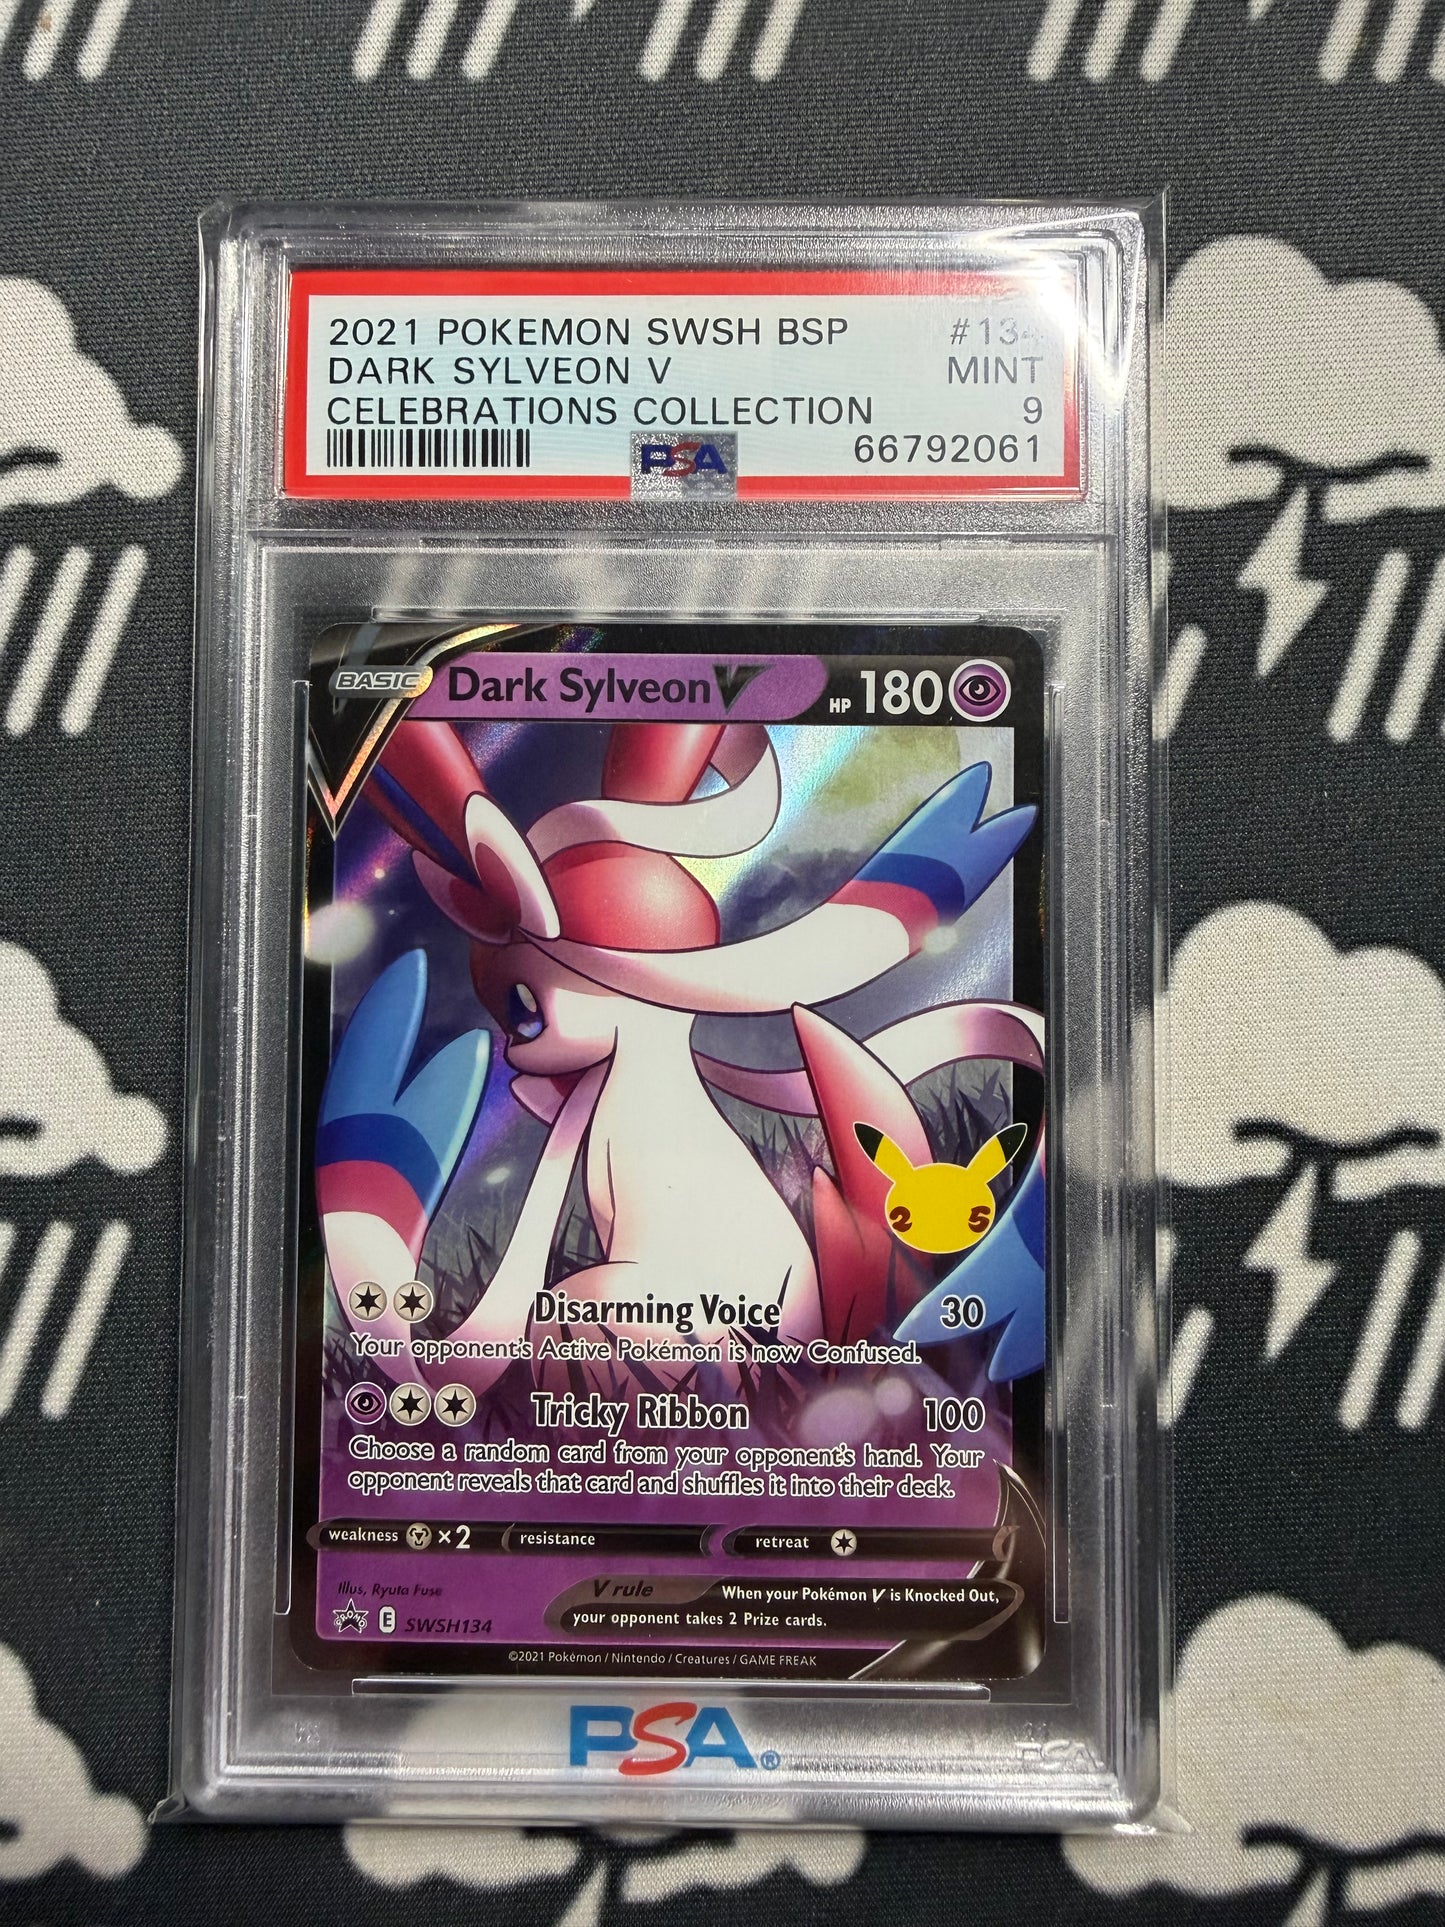 2021 POKEMON SWSH BSP #134
DARK SYLVEON V MINT
CELEBRATIONS COLLECTION 9
PSA 66792061
BASIC Dark Sylveon V HP 180
25
Disarming Voice 30
Your opponent's Active Pokémon is now Confused.
Tricky Ribbon 100
Choose a random card from your opponent's hand. Your
opponent reveals that card and shuffles it into their deck.
weakness ×2 resistance retreat
Illus. Ryuta Fuse
V rule When your Pokémon V is Knocked Out,
your opponent takes 2 Prize cards.
PROMO E SWSH134
©2021 Pokémon / Nintendo / Creatures / GAME FREAK
PSA®
PSA